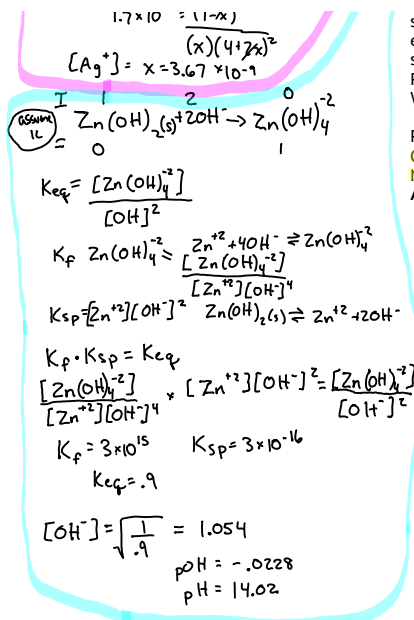 1.7×10 = (1-x)
(x)(4+2x)²
[Ag⁺] = x = 3.67 ×10-9
I 1 2 0
assume 1L Zn(OH)₂(s)+2OH⁻ → Zn(OH)₄⁻²
= 0 1
Keq = [Zn(OH)₄⁻²] / [OH]²
Kf Zn(OH)₄⁻² = Zn⁺²+4OH⁻ ⇌ Zn(OH)₄⁻²
[Zn(OH)₄⁻²] / [Zn⁺²][OH⁻]⁴
Ksp=[Zn⁺²][OH⁻]² Zn(OH)₂(s) ⇌ Zn⁺²+2OH⁻
Kf · Ksp = Keq
[Zn(OH)₄⁻²] / [Zn⁺²][OH⁻]⁴ × [Zn⁺²][OH⁻]² = [Zn(OH)₄⁻²] / [OH⁻]²
Kf = 3×10¹⁵ Ksp = 3×10⁻¹⁶
Keq = .9
[OH⁻] = √(1/.9) = 1.054
pOH = -.0228
pH = 14.02